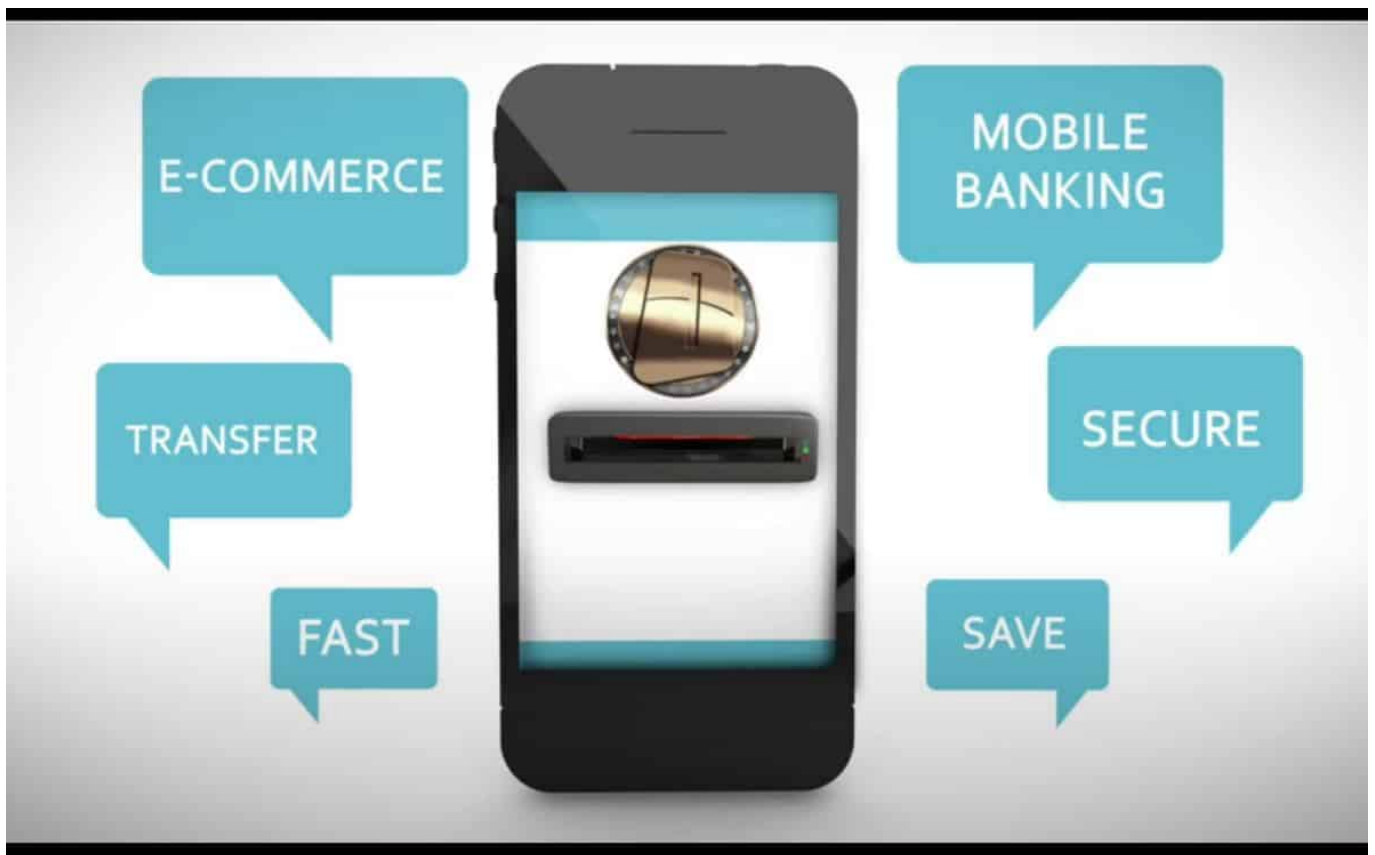 E-COMMERCE
MOBILE
BANKING
TRANSFER
SECURE
FAST
SAVE